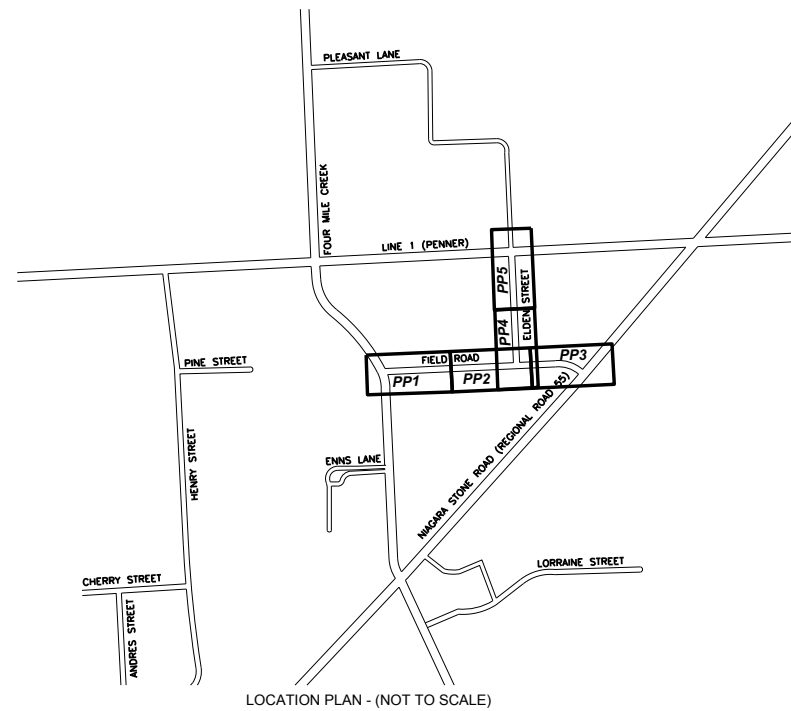 PLEASANT LANE
FOUR MILE CREEK
LINE 1 (PENNER)
PP5
ELDEN STREET
PP4
PINE STREET
FIELD ROAD
PP3
PP1
PP2
NIAGARA STONE ROAD (REGIONAL ROAD 55)
HENRY STREET
ENNS LANE
LORRAINE STREET
CHERRY STREET
ANDRES STREET
LOCATION PLAN - (NOT TO SCALE)